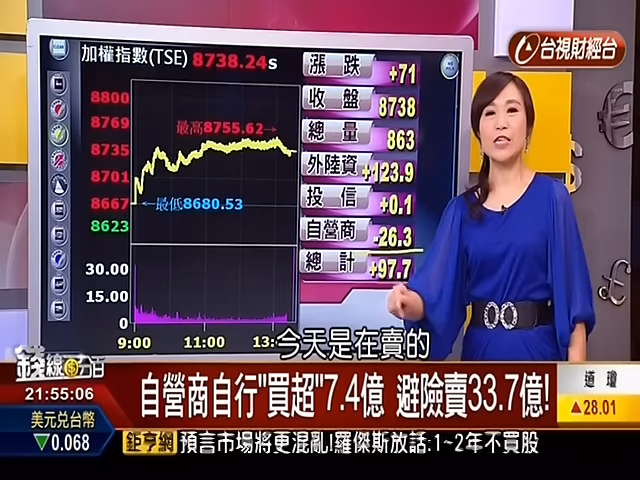 加權指數(TSE) 8738.24s
8800
8769
8735
8701
8667
8623
最高8755.62
最低8680.53
30.00
15.00
0
9:00 11:00
漲跌 +71
收盤 8738
總量 863
外陸資 +123.9
投信 +0.1
自營商 -26.3
總計 +97.7
台視財經台
今天是在賣的
錢線百分百
21:55:06
自營商自行"買超"7.4億 避險賣33.7億!
道瓊
▲28.01
美元兌台幣
▼0.068
鉅亨網 預言市場將更混亂!羅傑斯放話:1~2年不買股